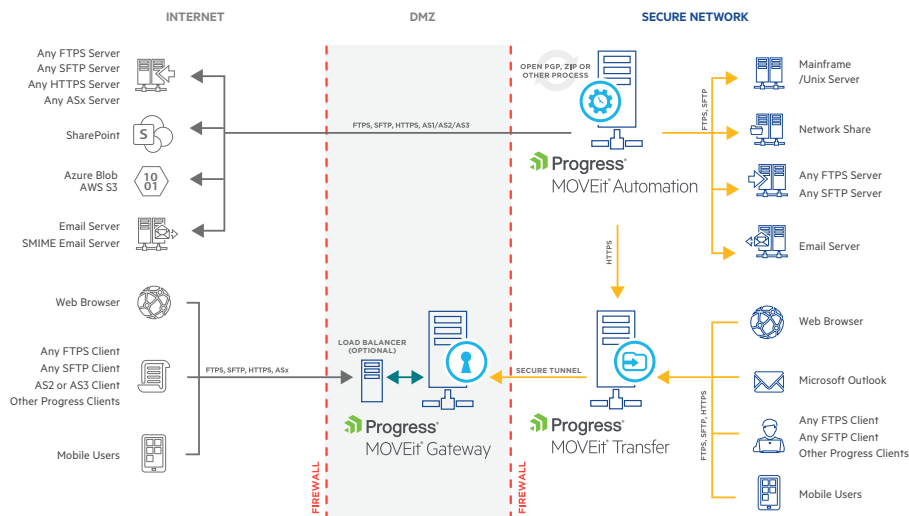 INTERNET
DMZ
SECURE NETWORK
Any FTPS Server
Any SFTP Server
Any HTTPS Server
Any ASx Server
SharePoint
S
Azure Blob
AWS S3
10
01
Email Server
SMIME Email Server
FTPS, SFTP, HTTPS, AS1/AS2/AS3
OPEN PGP, ZIP OR
OTHER PROCESS
Progress®
MOVEit® Automation
FTPS, SFTP
Mainframe
/Unix Server
Network Share
Any FTPS Server
Any SFTP Server
Email Server
HTTPS
Web Browser
Any FTPS Client
Any SFTP Client
AS2 or AS3 Client
Other Progress Clients
Mobile Users
FTPS, SFTP, HTTPS, ASx
LOAD BALANCER
(OPTIONAL)
Progress®
MOVEit® Gateway
SECURE TUNNEL
Progress®
MOVEit® Transfer
FTPS, SFTP, HTTPS
Web Browser
Microsoft Outlook
Any FTPS Client
Any SFTP Client
Other Progress Clients
Mobile Users
FIREWALL
FIREWALL